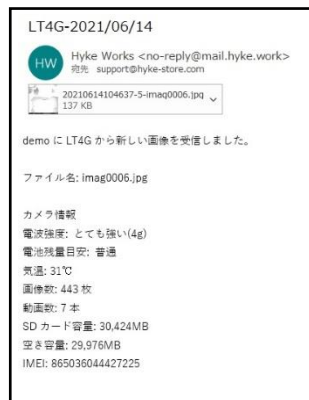 LT4G-2021/06/14
HW
Hyke Works <no-reply@mail.hyke.work>
宛先 support@hyke-store.com
20210614104637-5-imag0006.jpg
137 KB
demo に LT4G から新しい画像を受信しました。
ファイル名: imag0006.jpg
カメラ情報
電波強度: とても強い(4g)
電池残量目安: 普通
気温: 31℃
画像数: 443 枚
動画数: 7 本
SD カード容量: 30,424MB
空き容量: 29,976MB
IMEI: 865036044427225